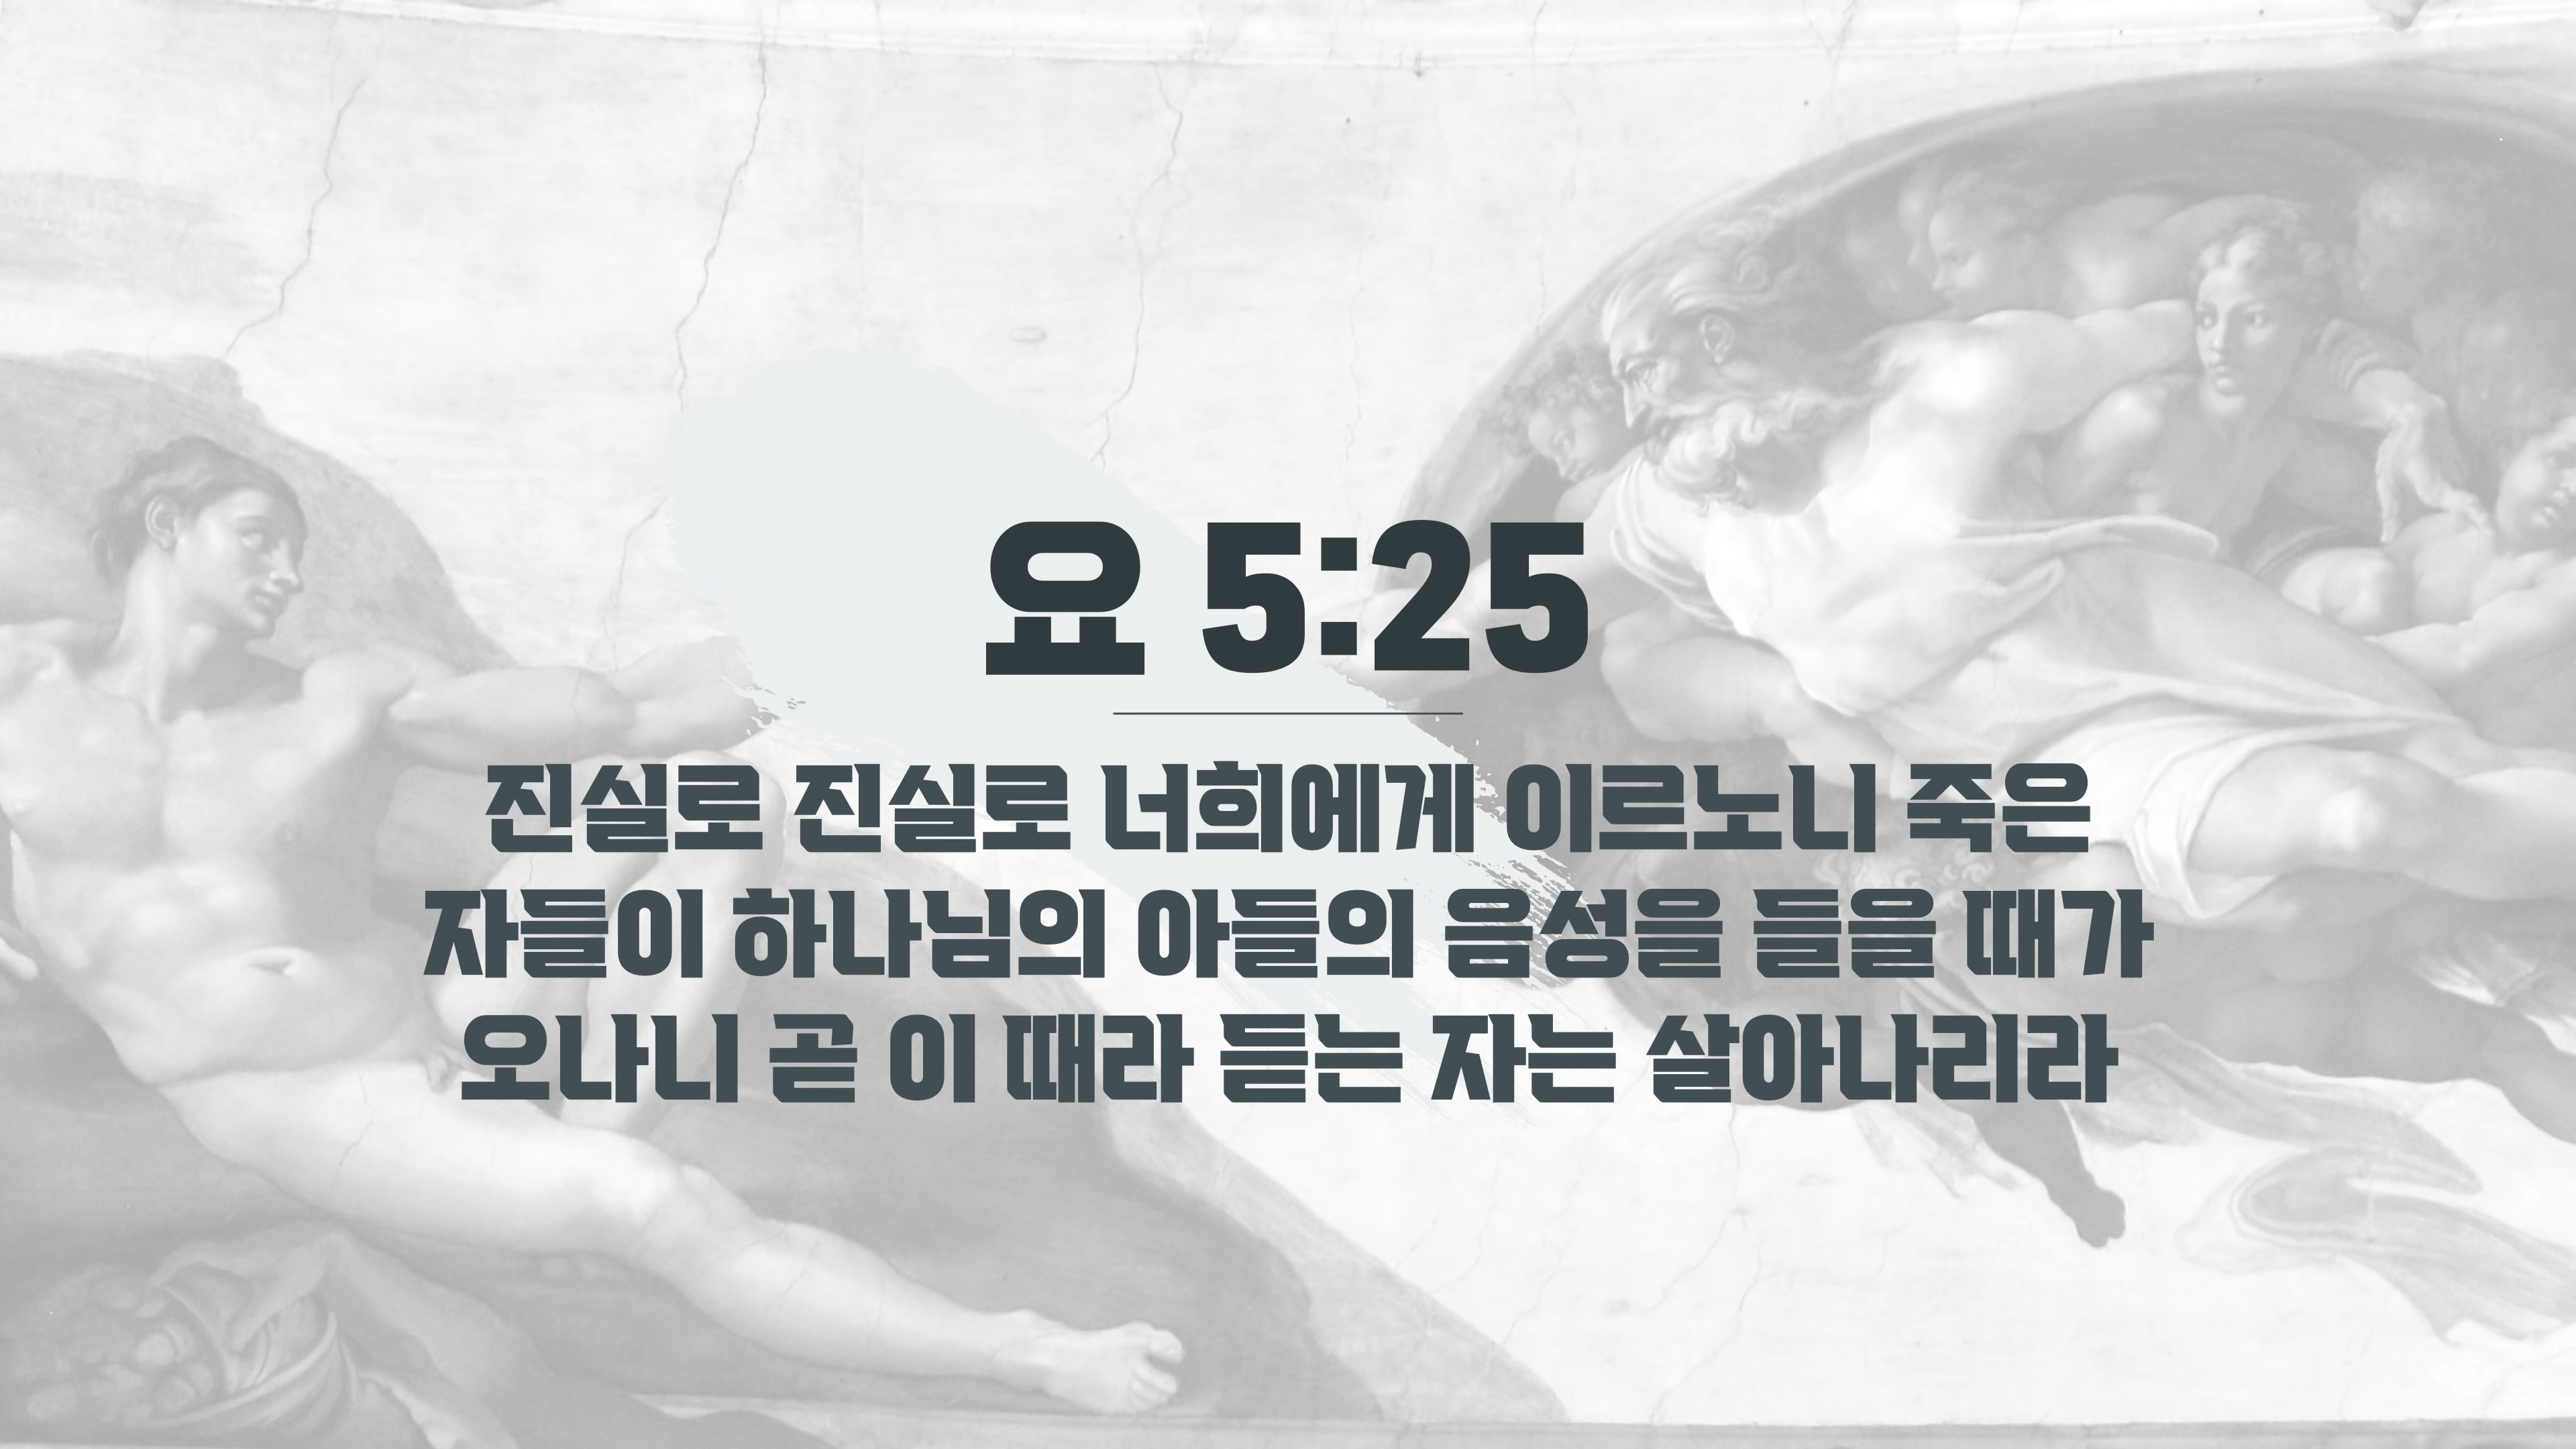 요 5:25
진실로 진실로 너희에게 이르노니 죽은
자들이 하나님의 아들의 음성을 들을 때가
오나니 곧 이 때라 듣는 자는 살아나리라